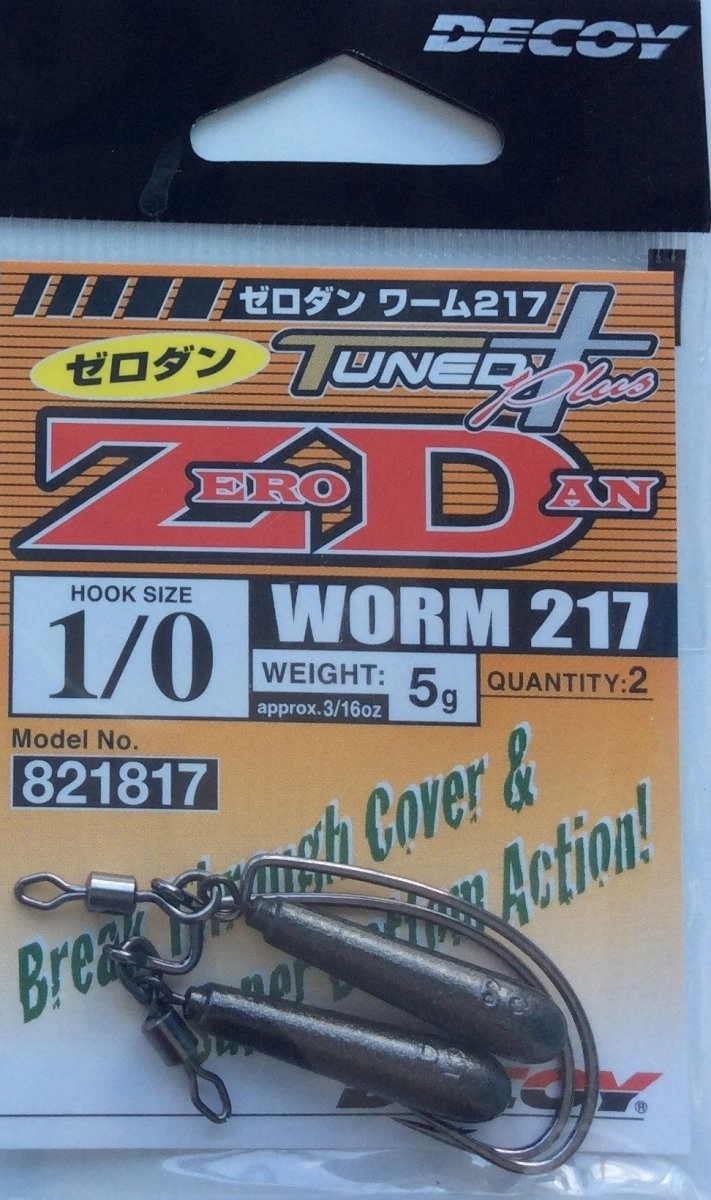 DECOY
ゼロダン ワーム217
ゼロダン
TUNED Plus
ZERO DAN
HOOK SIZE
1/0
WORM 217
WEIGHT: 5g
approx.3/16oz
QUANTITY:2
Model No.
821817
Break Through Cover &
Bottom Action!
DECOY®